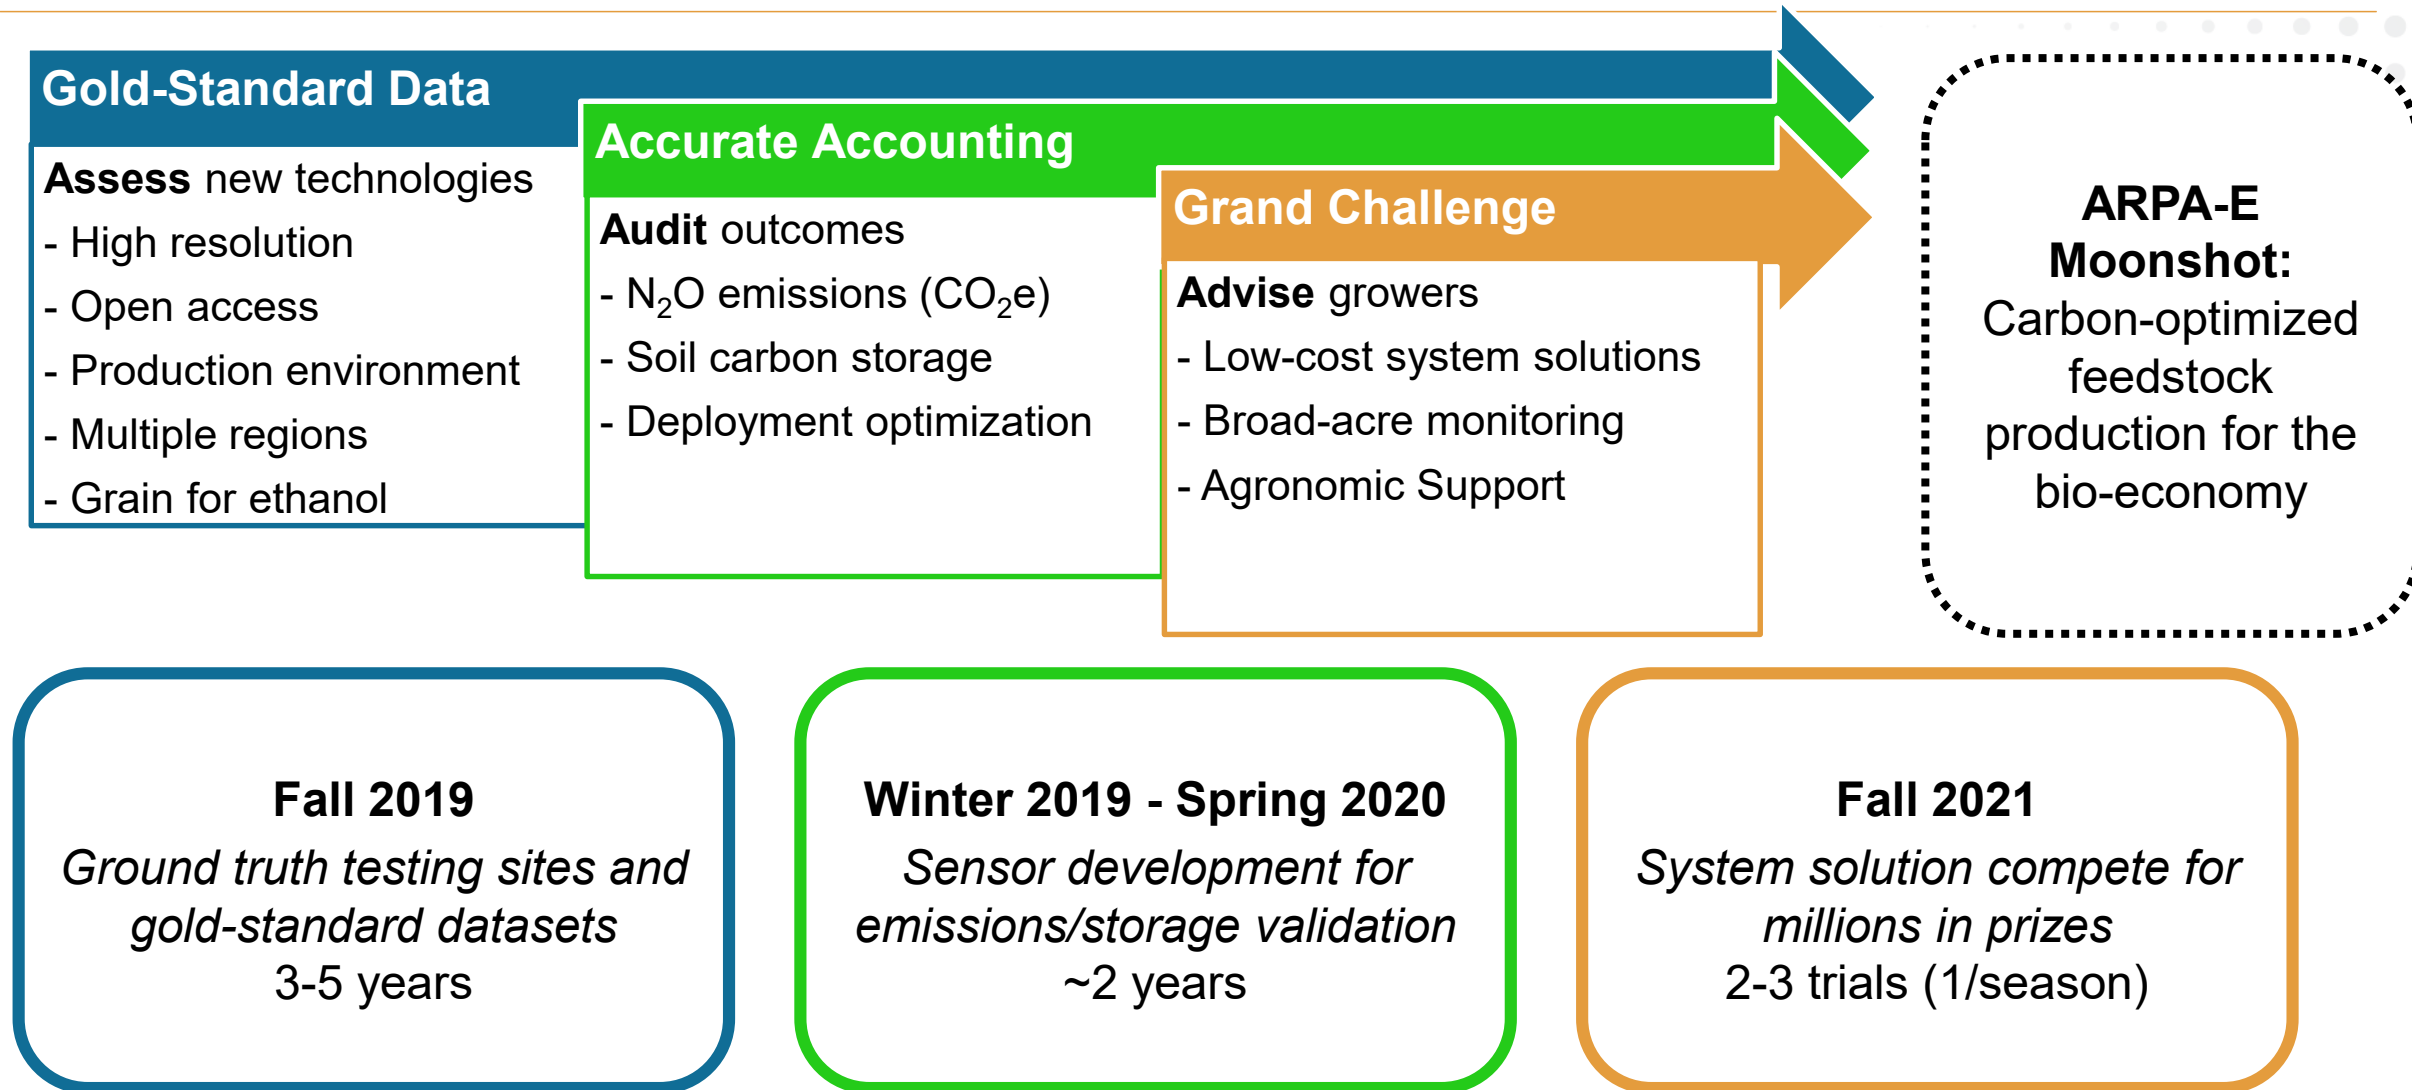 Gold-Standard Data
Assess new technologies
- High resolution
- Open access
- Production environment
- Multiple regions
- Grain for ethanol
Accurate Accounting
Audit outcomes
- N₂O emissions (CO₂e)
- Soil carbon storage
- Deployment optimization
Grand Challenge
Advise growers
- Low-cost system solutions
- Broad-acre monitoring
- Agronomic Support
ARPA-E
Moonshot:
Carbon-optimized
feedstock
production for the
bio-economy
Fall 2019
Ground truth testing sites and
gold-standard datasets
3-5 years
Winter 2019 - Spring 2020
Sensor development for
emissions/storage validation
~2 years
Fall 2021
System solution compete for
millions in prizes
2-3 trials (1/season)